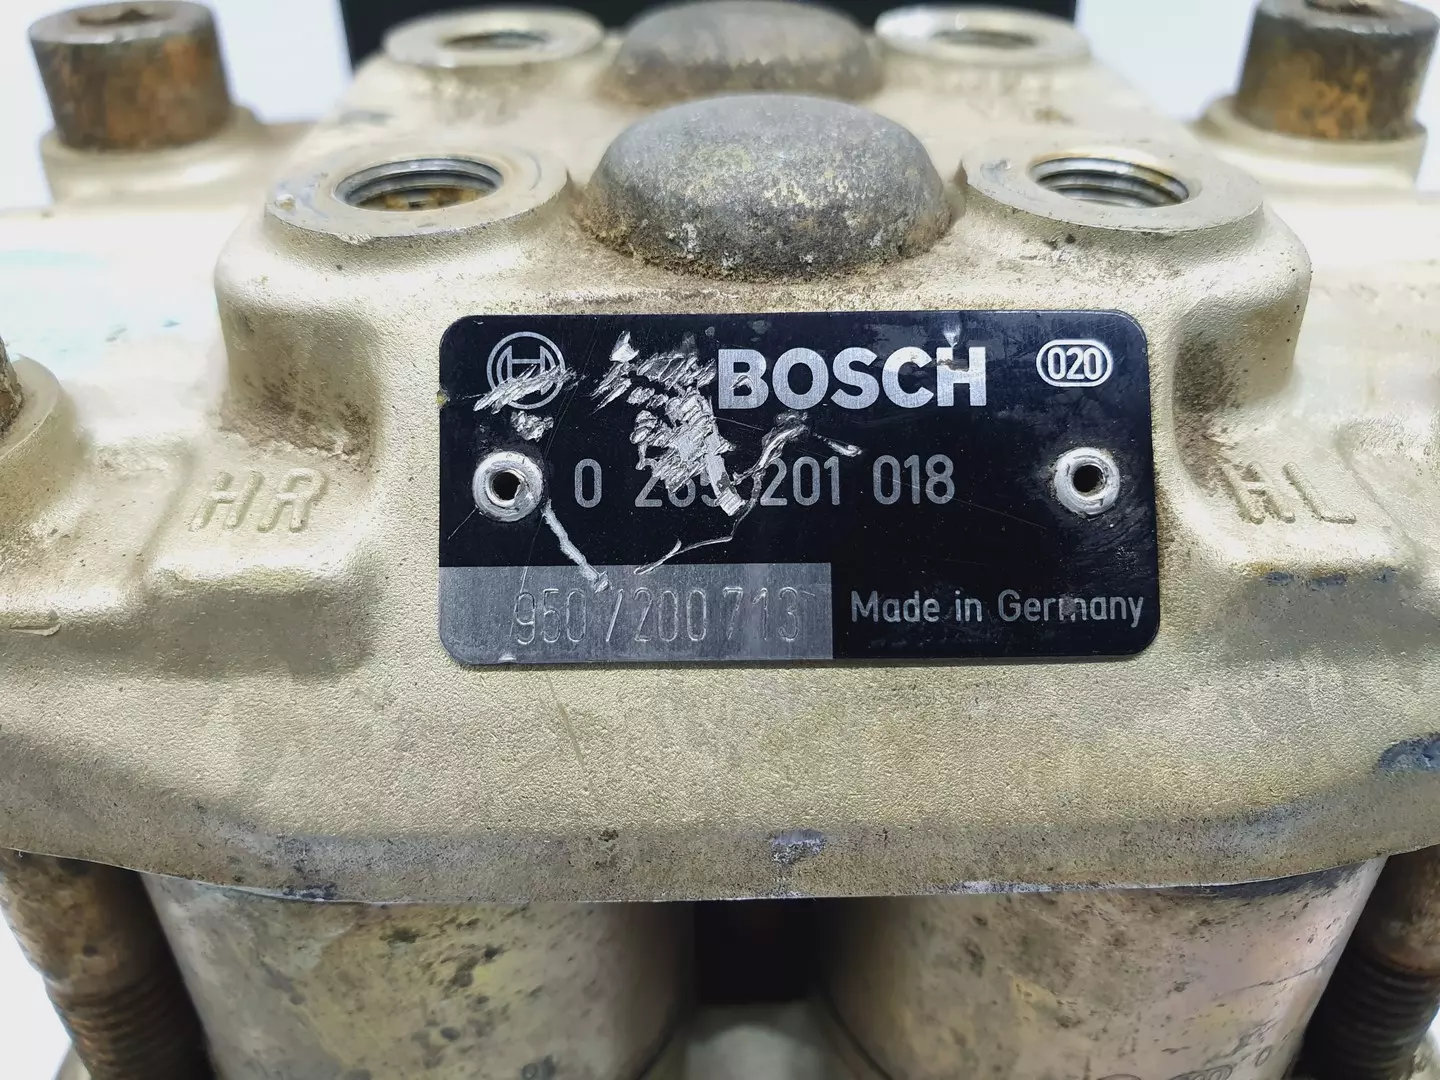 BOSCH 020
0 265 201 018
HR HL
950 / 200 713 Made in Germany